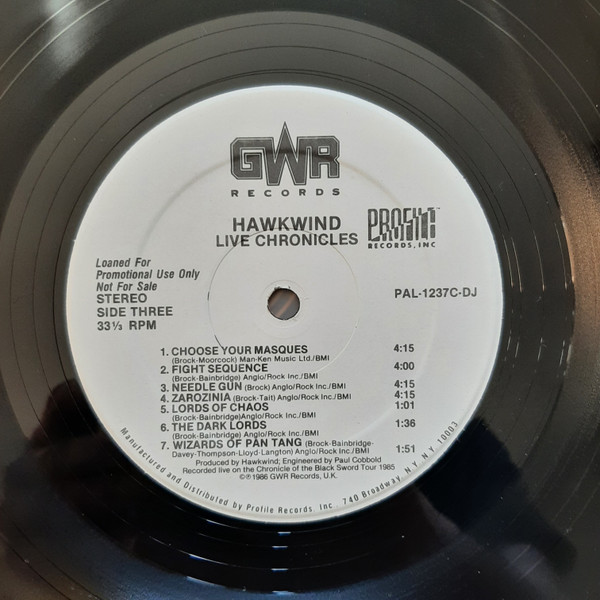 GWR
RECORDS
HAWKWIND
LIVE CHRONICLES
PROFILE
RECORDS, INC
Loaned For
Promotional Use Only
Not For Sale
STEREO
SIDE THREE
33⅓ RPM
PAL-1237C-DJ
1. CHOOSE YOUR MASQUES 4:15
(Brock-Moorcock) Man-Ken Music Ltd./BMI
2. FIGHT SEQUENCE 4:00
(Brock-Bainbridge) Anglo/Rock Inc./BMI
3. NEEDLE GUN (Brock) Anglo/Rock Inc./BMI 4:15
4. ZAROZINIA (Brock-Tait) Anglo/Rock Inc./BMI 4:15
5. LORDS OF CHAOS 1:01
(Brock-Bainbridge)Anglo/Rock Inc./BMI
6. THE DARK LORDS 1:36
(Brock-Bainbridge) Anglo/Rock Inc./BMI
7. WIZARDS OF PAN TANG (Brock-Bainbridge-
Davey-Thompson-Lloyd-Langton) Anglo/Rock Inc./BMI 1:51
Produced by Hawkwind; Engineered by Paul Cobbold
Recorded live on the Chronicle of the Black Sword Tour 1985
©℗1986 GWR Records, U.K.
Manufactured and Distributed by Profile Records, Inc. 740 Broadway, N.Y. N.Y. 10003